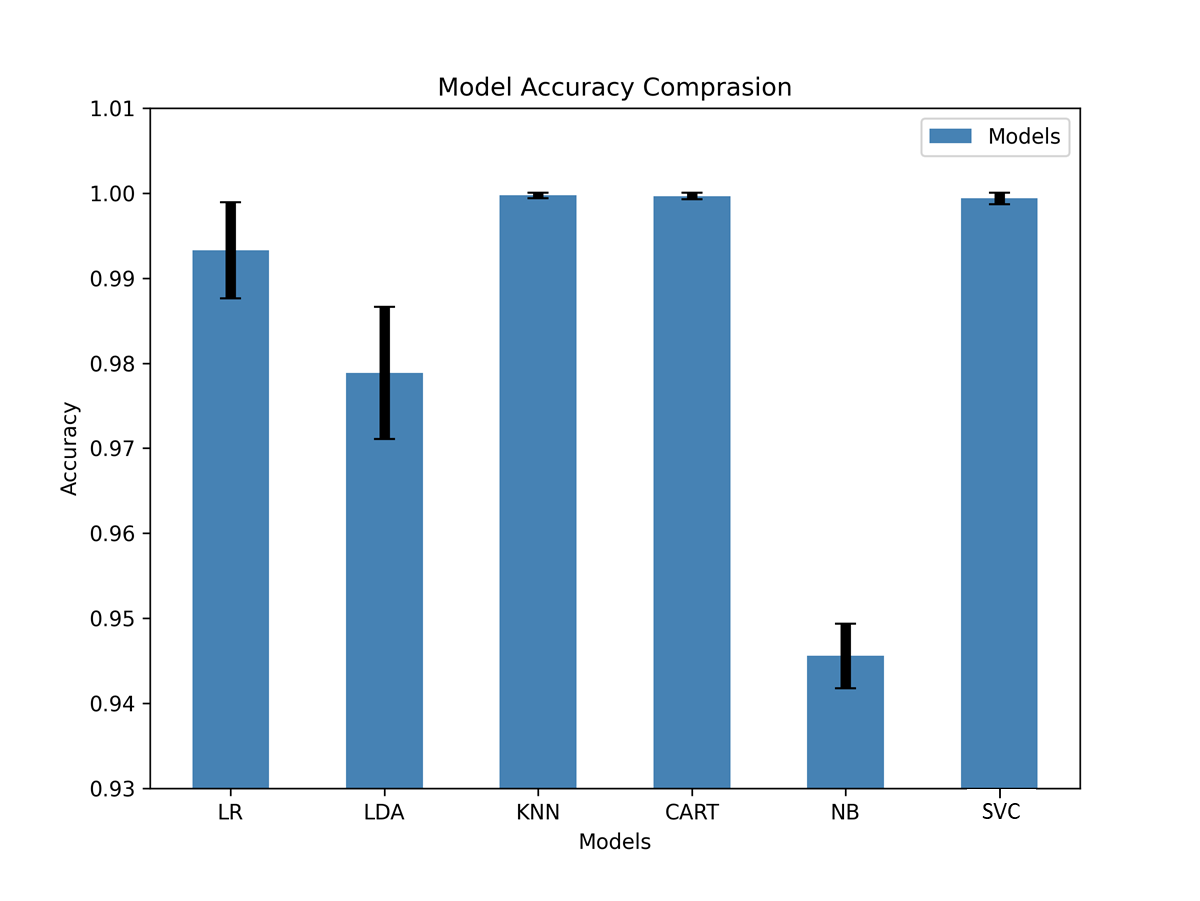 Model Accuracy Comprasion
1.01
1.00
0.99
0.98
0.97
0.96
0.95
0.94
0.93
Accuracy
Models
LR LDA KNN CART NB SVC
Models